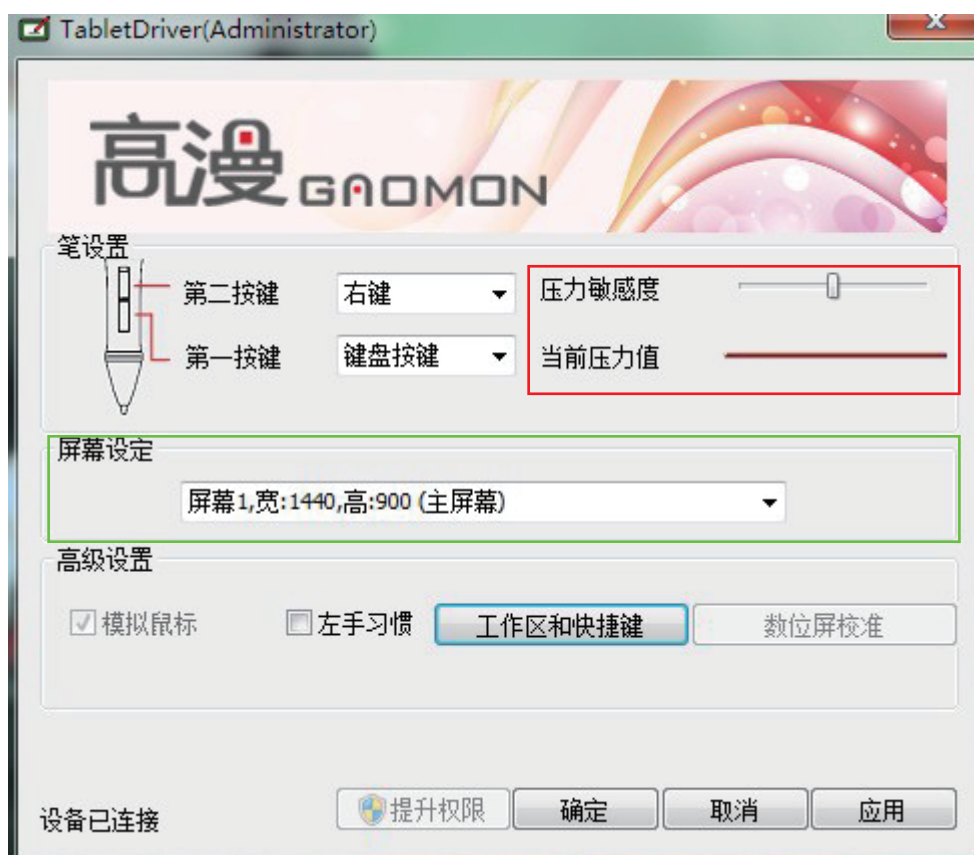 TabletDriver(Administrator)
高漫 GAOMON
笔设置
第二按键 右键 压力敏感度
第一按键 键盘按键 当前压力值
屏幕设定
屏幕1,宽:1440,高:900 (主屏幕)
高级设置
模拟鼠标 左手习惯 工作区和快捷键 数位屏校准
设备已连接 提升权限 确定 取消 应用